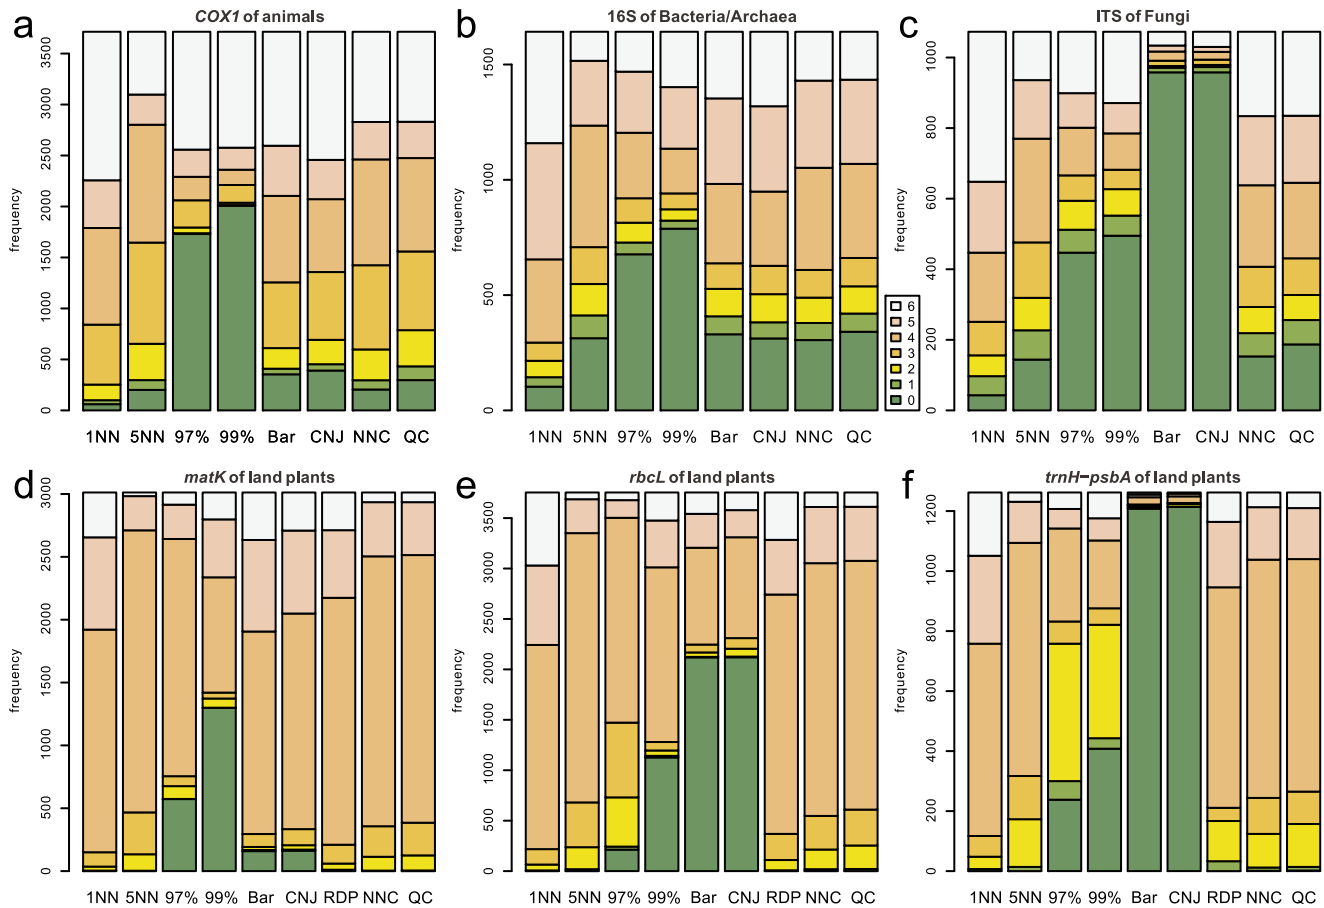 a
COX1 of animals
frequency
0
500
1000
1500
2000
2500
3000
3500
1NN 5NN 97% 99% Bar CNJ NNC QC
b
16S of Bacteria/Archaea
frequency
0
500
1000
1500
1NN 5NN 97% 99% Bar CNJ NNC QC
6
5
4
3
2
1
0
c
ITS of Fungi
frequency
0
200
400
600
800
1000
1NN 5NN 97% 99% Bar CNJ NNC QC
d
matK of land plants
frequency
0
500
1000
1500
2000
2500
3000
1NN 5NN 97% 99% Bar CNJ RDP NNC QC
e
rbcL of land plants
frequency
0
500
1000
1500
2000
2500
3000
3500
1NN 5NN 97% 99% Bar CNJ RDP NNC QC
f
trnH−psbA of land plants
frequency
0
200
400
600
800
1000
1200
1NN 5NN 97% 99% Bar CNJ RDP NNC QC